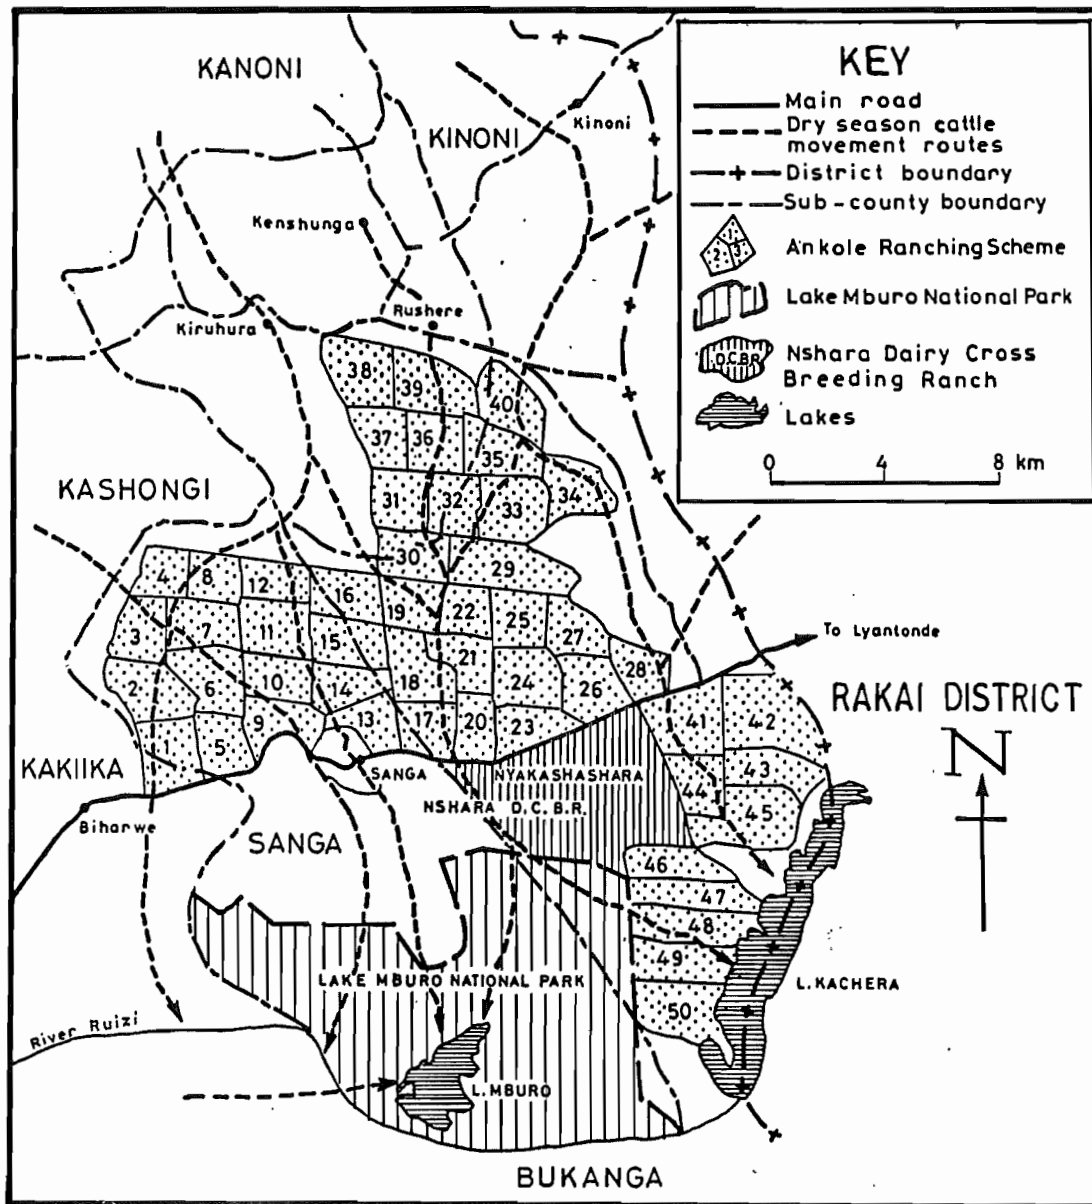 KANONI
KINONI
Kinoni
Kenshunga
Kiruhura
Rushere
KEY
Main road
Dry season cattle
movement routes
District boundary
Sub-county boundary
1
2 3
Ankole Ranching Scheme
Lake Mburo National Park
D.C.B.R.
Nshara Dairy Cross
Breeding Ranch
Lakes
0 4 8 km
38 39 40
37 36 35
KASHONGI
31 32 33 34
30 29
4 8 12 16 19 22 25 27
3 7 11 15 21 28
2 6 10 14 18 24 26
1 5 9 13 17 20 23
To Lyantonde
RAKAI DISTRICT
N
41 42
43
44 45
KAKIIKA
Biharwe
SANGA
NYAKASHASHARA
NSHARA D.C.B.R.
SANGA
46
47
48
49
50
LAKE MBURO NATIONAL PARK
L.KACHERA
River Ruizi
L.MBURO
BUKANGA